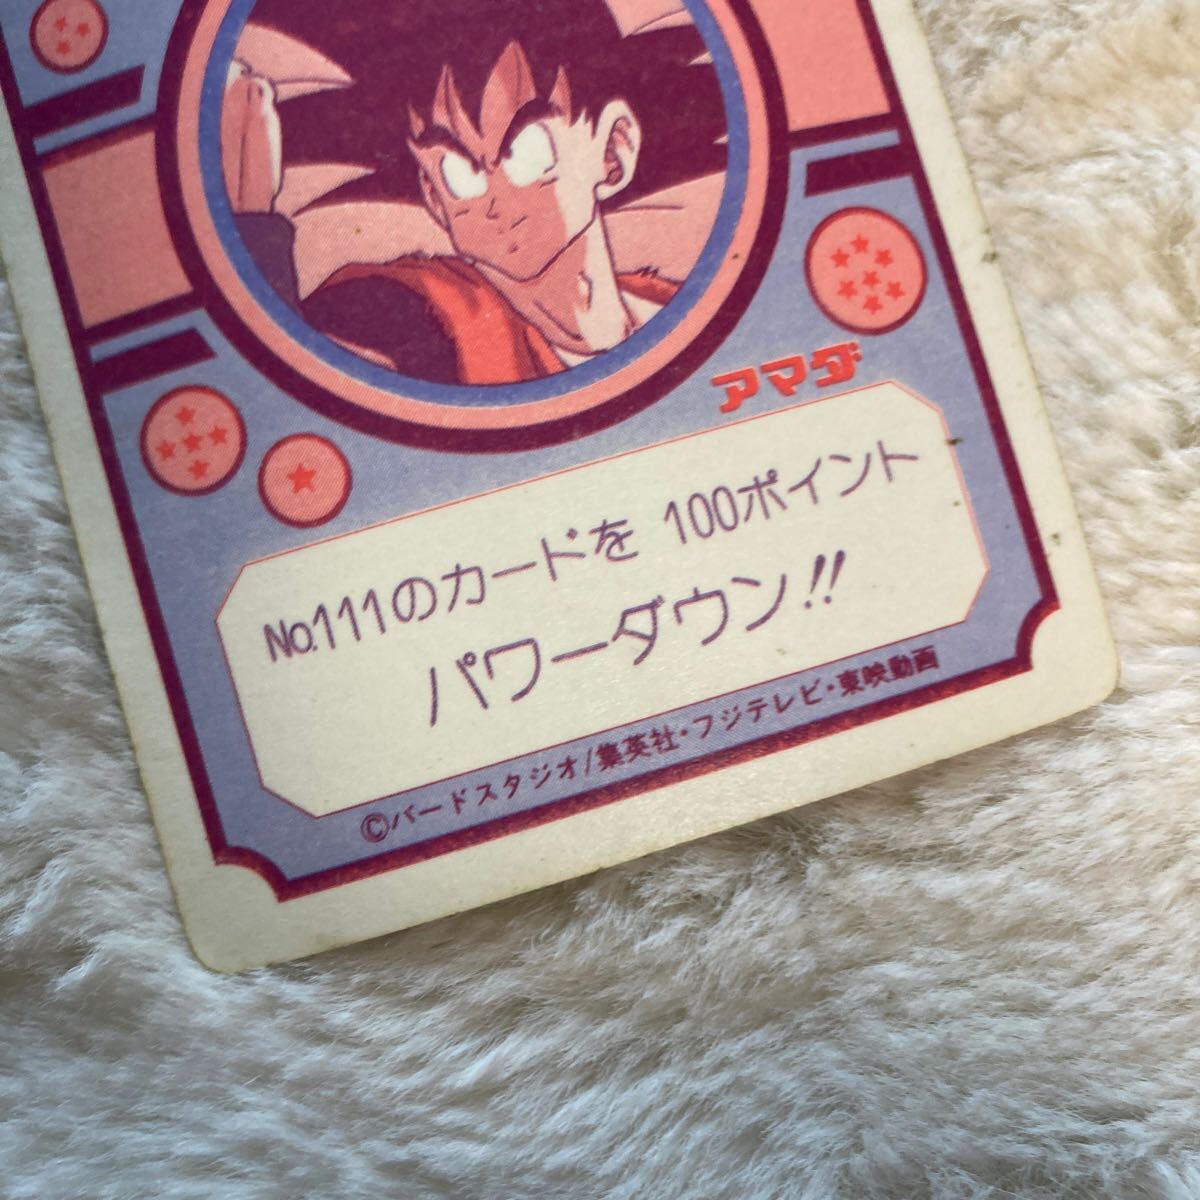 アマダ
No.111のカードを 100ポイント
パワーダウン!!
©バードスタジオ/集英社・フジテレビ・東映動画